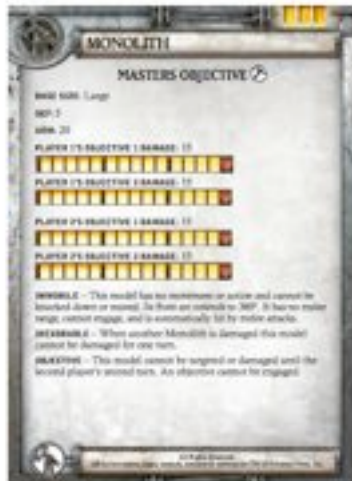 MONOLITH
MASTERS OBJECTIVE
BASE SIZE: Large
DEF: 5
ARM: 20
PLAYER 1'S OBJECTIVE 1 DAMAGE: 15
PLAYER 1'S OBJECTIVE 2 DAMAGE: 15
PLAYER 2'S OBJECTIVE 1 DAMAGE: 15
PLAYER 2'S OBJECTIVE 2 DAMAGE: 15
IMMOBILE – This model has no movement or action and cannot be
knocked down or moved. Its front arc extends to 360°. It has no melee
range, cannot engage, and is automatically hit by melee attacks.
– When another Monolith is damaged this model
cannot be damaged for one turn.
OBJECTIVE – This model cannot be targeted or damaged until the
second player's second turn. An objective cannot be engaged.
All Rights Reserved.